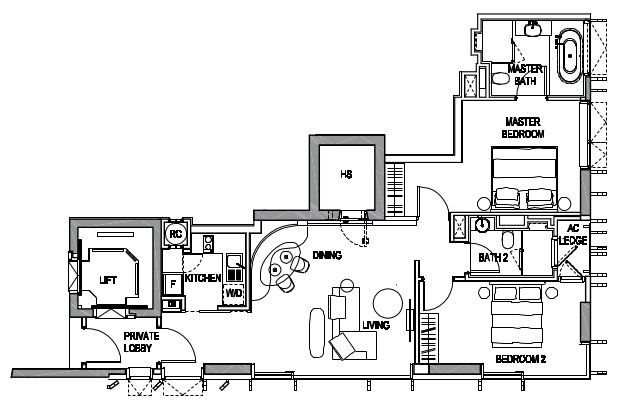 MASTER
BATH
MASTER
BEDROOM
HS
RC
AC
LEDGE
DINING
BATH 2
LIFT
F
KITCHEN
W/D
PRIVATE
LOBBY
LIVING
BEDROOM 2